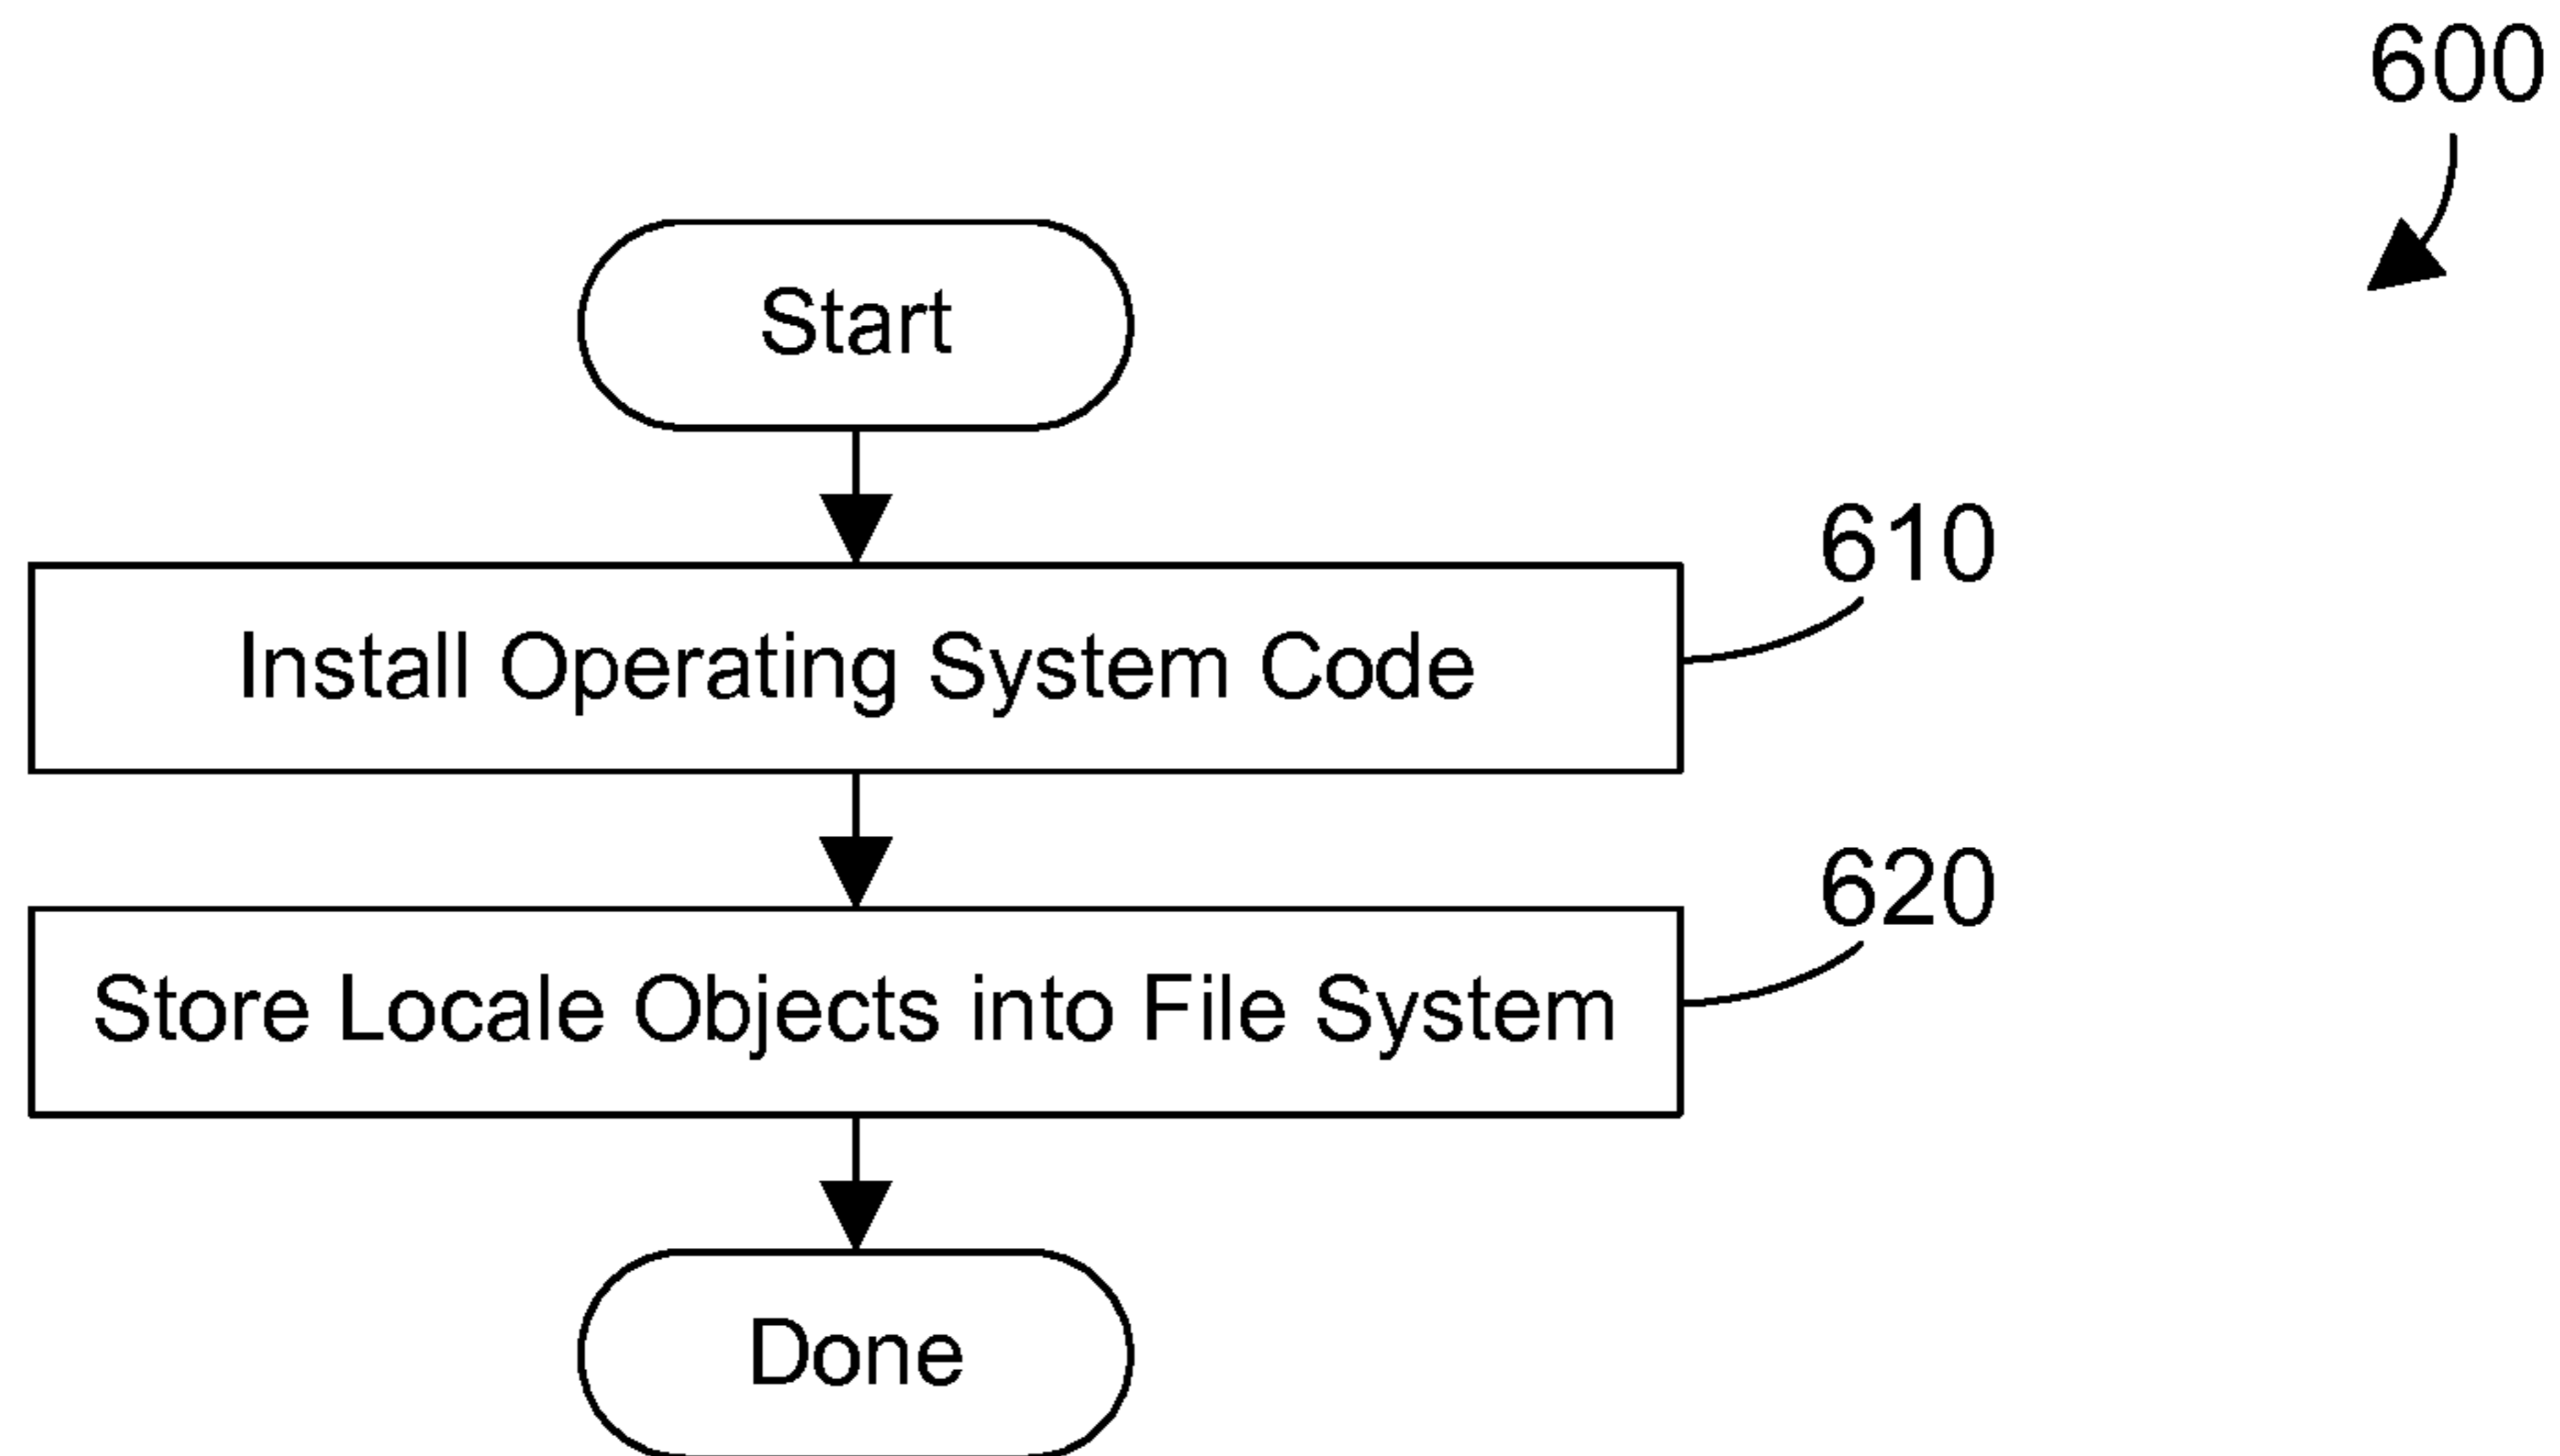 600
Start
610
Install Operating System Code
620
Store Locale Objects into File System
Done